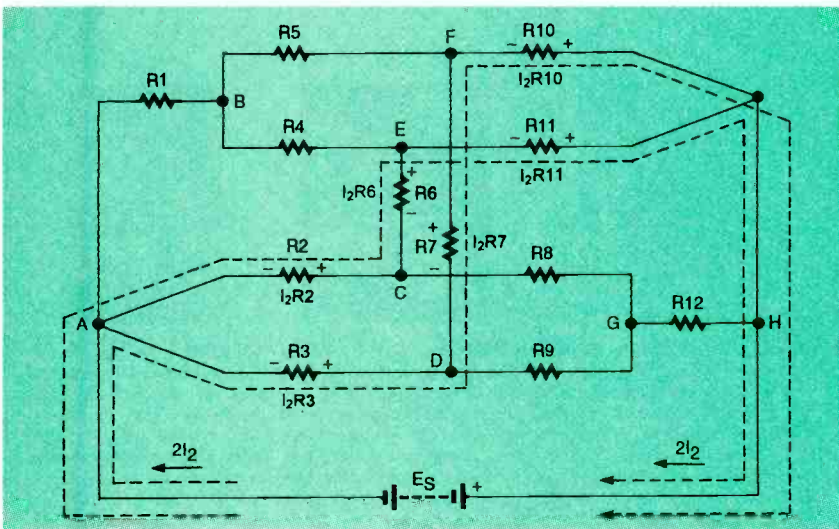 F
R5
R10
− +
I₂R10
R1
B
R4
E
R11
− +
I₂R11
+
I₂R6
R6
−
+
R7
I₂R7
−
R2
− +
I₂R2
C
R8
A
G
R12
H
R3
− +
I₂R3
D
R9
2I₂
2I₂
E_S
+